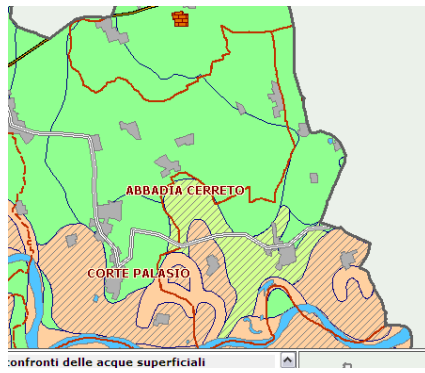 ABBADIA CERRETO
CORTE PALASIO
confronti delle acque superficiali